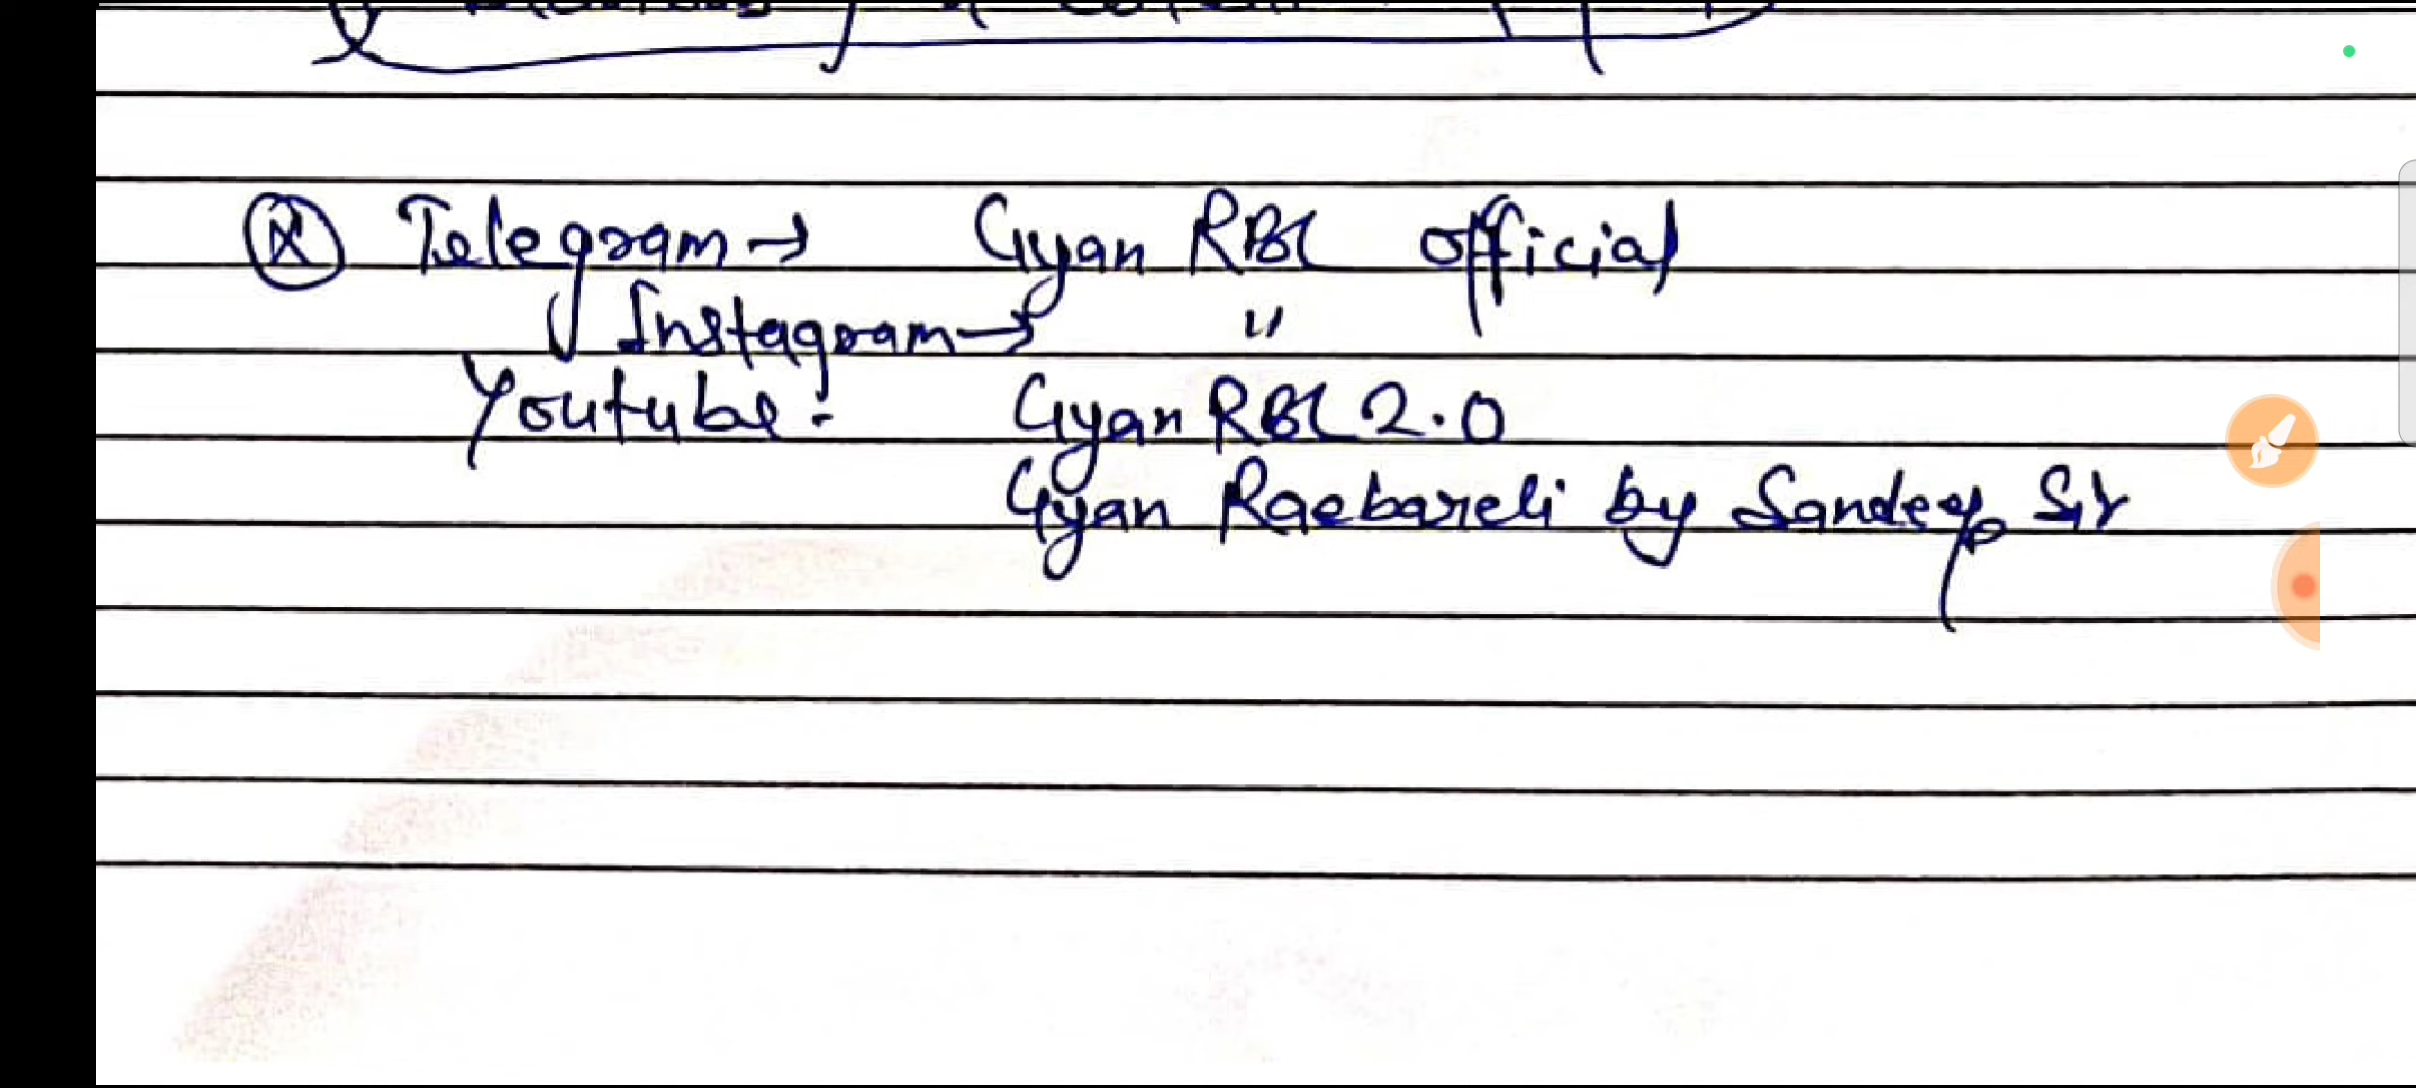 Telegram → Gyan RBL official
Instagram → "
Youtube :- Gyan RBL 2.0
Gyan Raebareli by Sandeep Sir